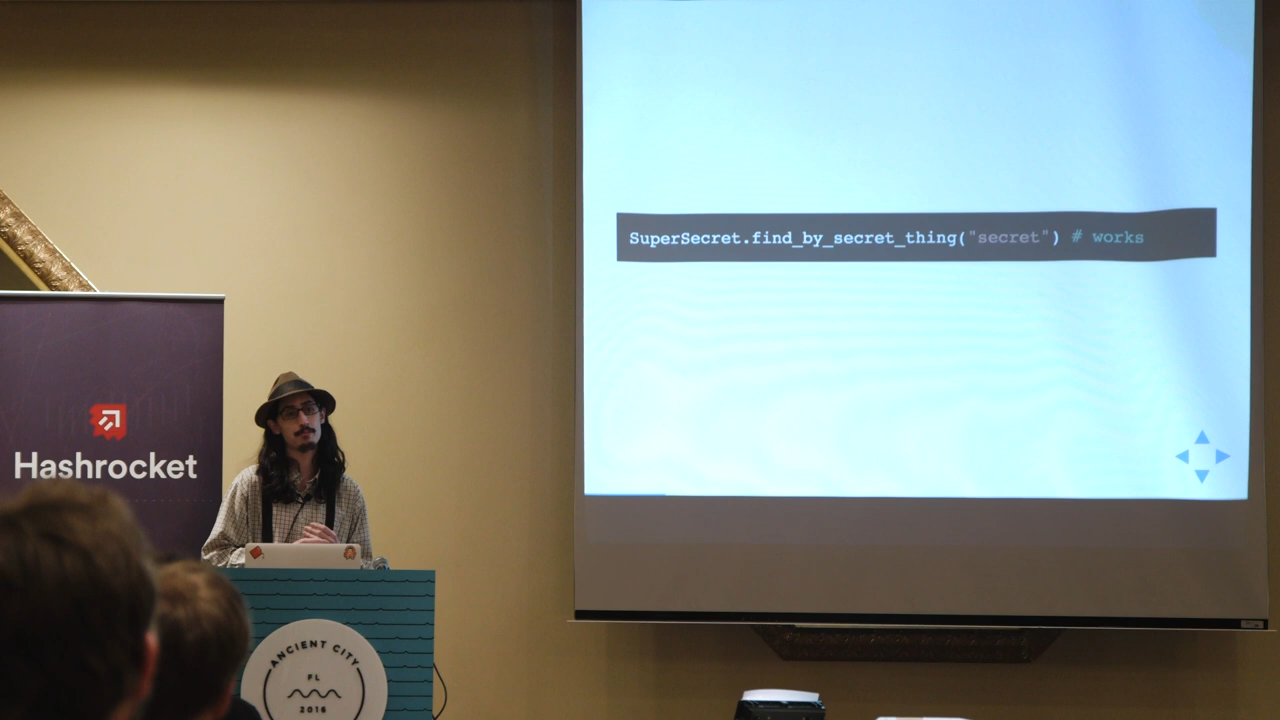 SuperSecret.find_by_secret_thing("secret") # works
Hashrocket
ANCIENT CITY
FL
2016